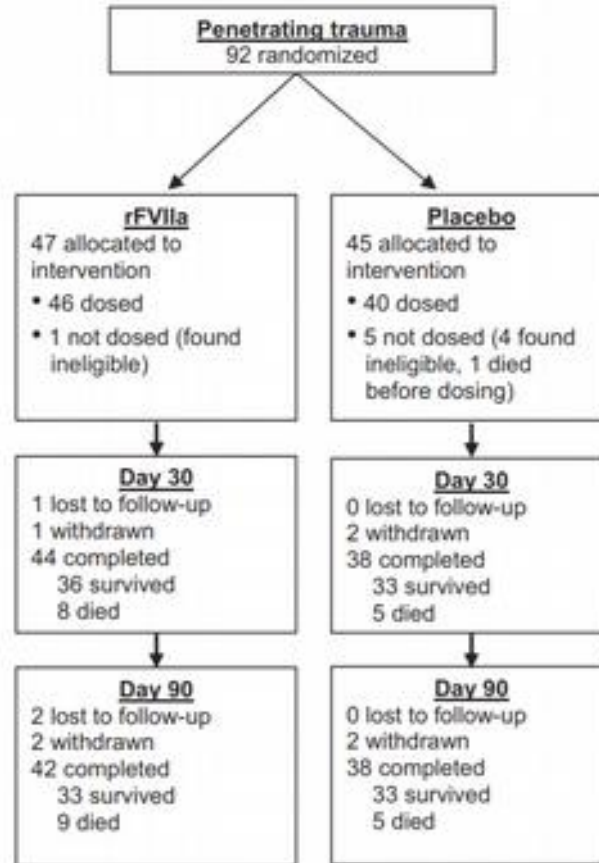 Penetrating trauma
92 randomized
rFVIIa
47 allocated to
intervention
• 46 dosed
• 1 not dosed (found
ineligible)
Placebo
45 allocated to
intervention
• 40 dosed
• 5 not dosed (4 found
ineligible, 1 died
before dosing)
Day 30
1 lost to follow-up
1 withdrawn
44 completed
36 survived
8 died
Day 30
0 lost to follow-up
2 withdrawn
38 completed
33 survived
5 died
Day 90
2 lost to follow-up
2 withdrawn
42 completed
33 survived
9 died
Day 90
0 lost to follow-up
2 withdrawn
38 completed
33 survived
5 died